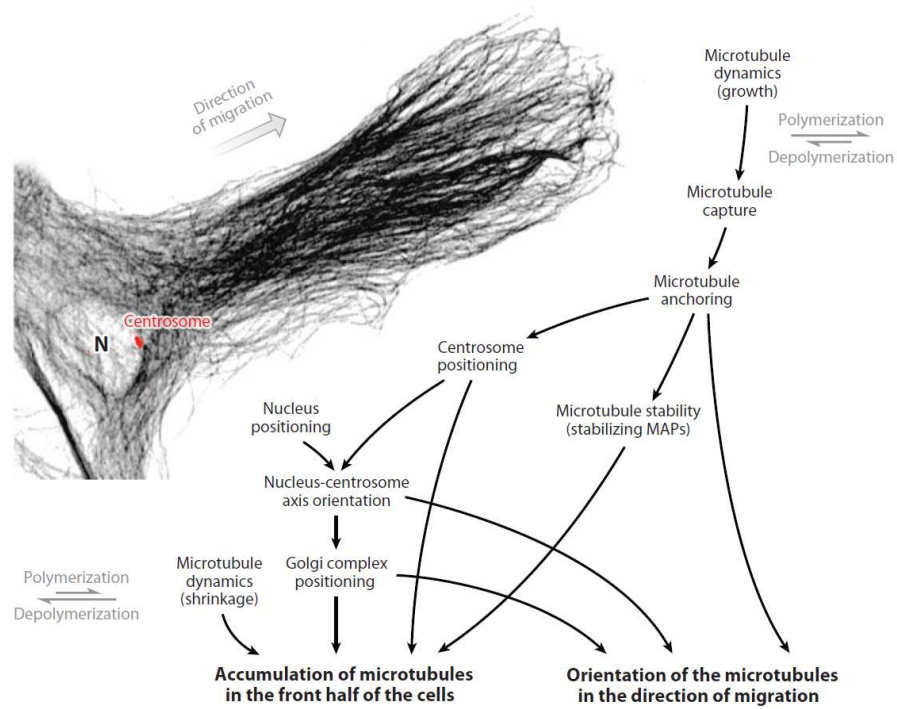 Direction
of migration
Microtubule
dynamics
(growth)
Polymerization
Depolymerization
Microtubule
capture
Microtubule
anchoring
Centrosome
N
Centrosome
positioning
Nucleus
positioning
Microtubule stability
(stabilizing MAPs)
Nucleus-centrosome
axis orientation
Microtubule
dynamics
(shrinkage)
Golgi complex
positioning
Polymerization
Depolymerization
Accumulation of microtubules
in the front half of the cells
Orientation of the microtubules
in the direction of migration